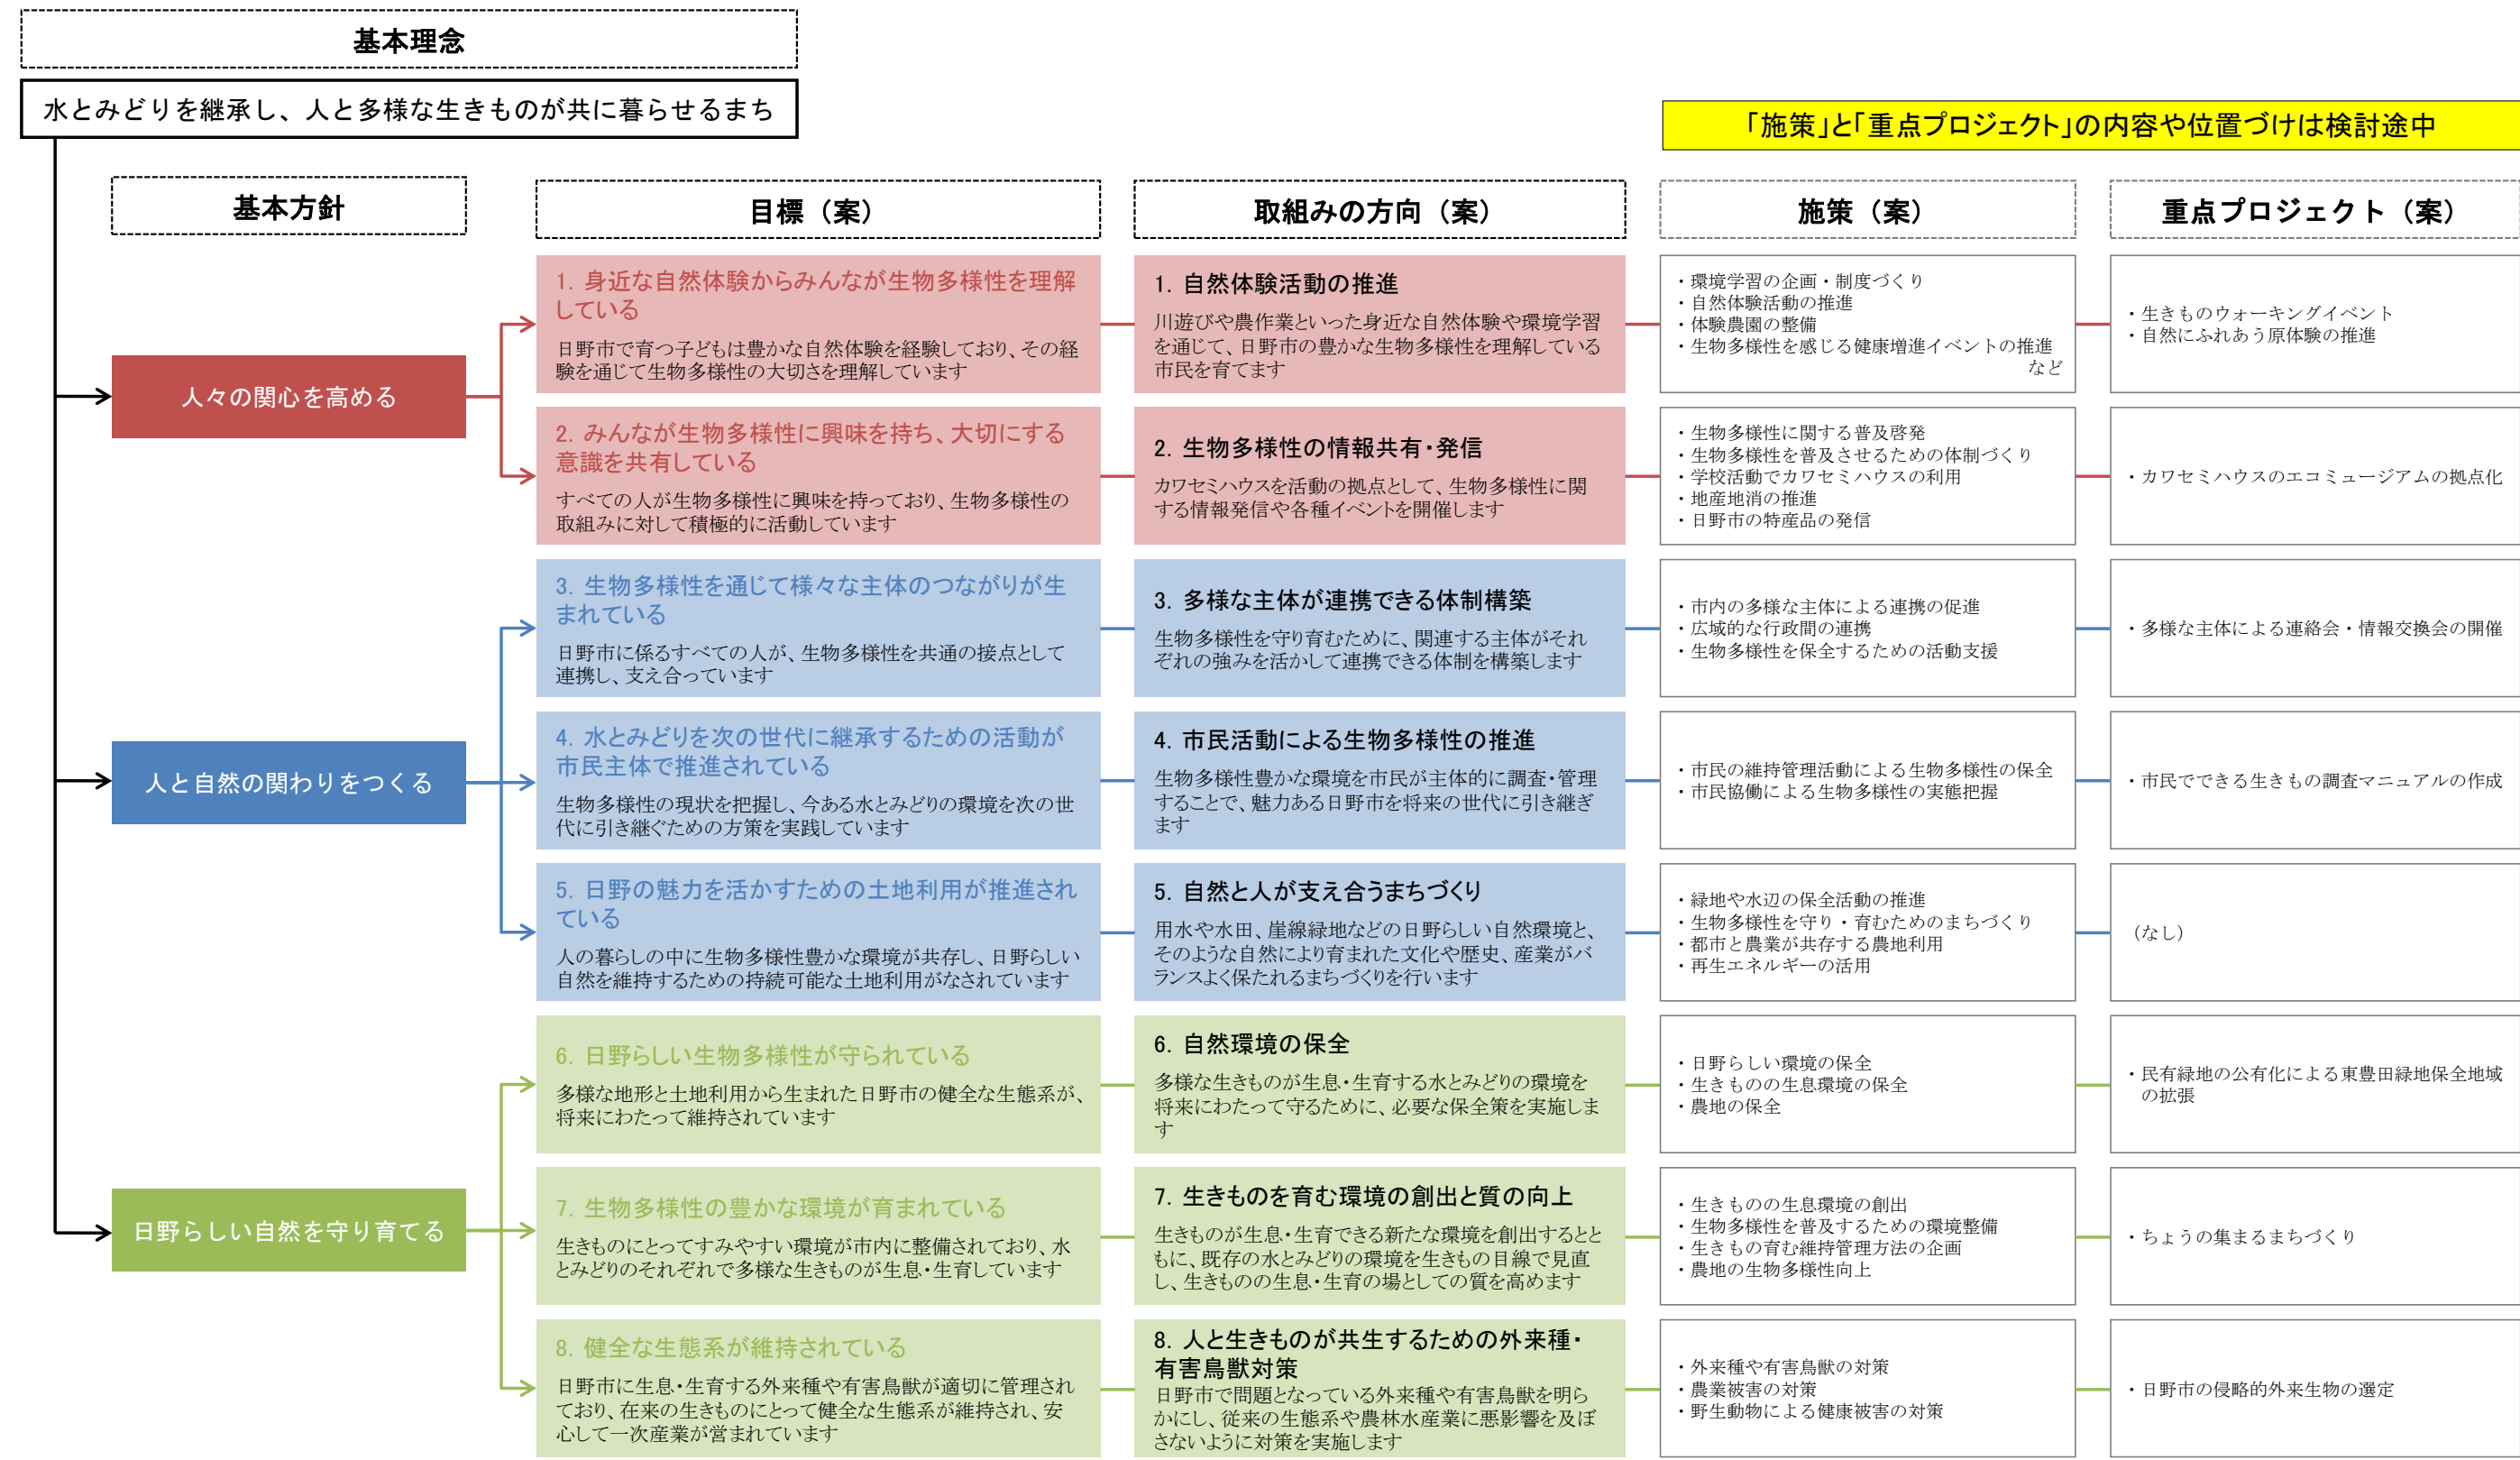 基本理念
水とみどりを継承し、人と多様な生きものが共に暮らせるまち
「施策」と「重点プロジェクト」の内容や位置づけは検討途中
基本方針
目標（案）
取組みの方向（案）
施策（案）
重点プロジェクト（案）
人々の関心を高める
1. 身近な自然体験からみんなが生物多様性を理解
している
日野市で育つ子どもは豊かな自然体験を経験しており、その経
験を通じて生物多様性の大切さを理解しています
1. 自然体験活動の推進
川遊びや農作業といった身近な自然体験や環境学習
を通じて、日野市の豊かな生物多様性を理解している
市民を育てます
・環境学習の企画・制度づくり
・自然体験活動の推進
・体験農園の整備
・生物多様性を感じる健康増進イベントの推進
など
・生きものウォーキングイベント
・自然にふれあう原体験の推進
2. みんなが生物多様性に興味を持ち、大切にする
意識を共有している
すべての人が生物多様性に興味を持っており、生物多様性の
取組みに対して積極的に活動しています
2. 生物多様性の情報共有・発信
カワセミハウスを活動の拠点として、生物多様性に関
する情報発信や各種イベントを開催します
・生物多様性に関する普及啓発
・生物多様性を普及させるための体制づくり
・学校活動でカワセミハウスの利用
・地産地消の推進
・日野市の特産品の発信
・カワセミハウスのエコミュージアムの拠点化
人と自然の関わりをつくる
3. 生物多様性を通じて様々な主体のつながりが生
まれている
日野市に係るすべての人が、生物多様性を共通の接点として
連携し、支え合っています
3. 多様な主体が連携できる体制構築
生物多様性を守り育むために、関連する主体がそれ
ぞれの強みを活かして連携できる体制を構築します
・市内の多様な主体による連携の促進
・広域的な行政間の連携
・生物多様性を保全するための活動支援
・多様な主体による連絡会・情報交換会の開催
4. 水とみどりを次の世代に継承するための活動が
市民主体で推進されている
生物多様性の現状を把握し、今ある水とみどりの環境を次の世
代に引き継ぐための方策を実践しています
4. 市民活動による生物多様性の推進
生物多様性豊かな環境を市民が主体的に調査・管理
することで、魅力ある日野市を将来の世代に引き継ぎ
ます
・市民の維持管理活動による生物多様性の保全
・市民協働による生物多様性の実態把握
・市民でできる生きもの調査マニュアルの作成
5. 日野の魅力を活かすための土地利用が推進され
ている
人の暮らしの中に生物多様性豊かな環境が共存し、日野らしい
自然を維持するための持続可能な土地利用がなされています
5. 自然と人が支え合うまちづくり
用水や水田、崖線緑地などの日野らしい自然環境と、
そのような自然により育まれた文化や歴史、産業がバ
ランスよく保たれるまちづくりを行います
・緑地や水辺の保全活動の推進
・生物多様性を守り・育むためのまちづくり
・都市と農業が共存する農地利用
・再生エネルギーの活用
（なし）
日野らしい自然を守り育てる
6. 日野らしい生物多様性が守られている
多様な地形と土地利用から生まれた日野市の健全な生態系が、
将来にわたって維持されています
6. 自然環境の保全
多様な生きものが生息・生育する水とみどりの環境を
将来にわたって守るために、必要な保全策を実施しま
す
・日野らしい環境の保全
・生きものの生息環境の保全
・農地の保全
・民有緑地の公有化による東豊田緑地保全地域
の拡張
7. 生物多様性の豊かな環境が育まれている
生きものにとってすみやすい環境が市内に整備されており、水
とみどりのそれぞれで多様な生きものが生息・生育しています
7. 生きものを育む環境の創出と質の向上
生きものが生息・生育できる新たな環境を創出するとと
もに、既存の水とみどりの環境を生きもの目線で見直
し、生きものの生息・生育の場としての質を高めます
・生きものの生息環境の創出
・生物多様性を普及するための環境整備
・生きもの育む維持管理方法の企画
・農地の生物多様性向上
・ちょうの集まるまちづくり
8. 健全な生態系が維持されている
日野市に生息・生育する外来種や有害鳥獣が適切に管理され
ており、在来の生きものにとって健全な生態系が維持され、安
心して一次産業が営まれています
8. 人と生きものが共生するための外来種・
有害鳥獣対策
日野市で問題となっている外来種や有害鳥獣を明ら
かにし、従来の生態系や農林水産業に悪影響を及ぼ
さないように対策を実施します
・外来種や有害鳥獣の対策
・農業被害の対策
・野生動物による健康被害の対策
・日野市の侵略的外来生物の選定